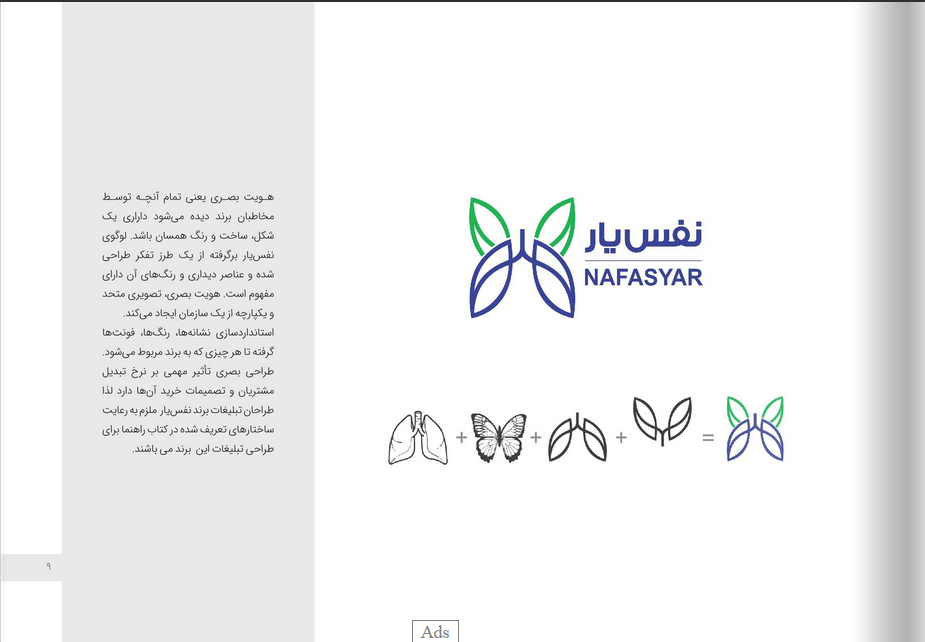 هویت بصری یعنی تمام آنچه توسط
مخاطبان برند دیده می‌شود داراری یک
شکل، ساخت و رنگ همسان باشد. لوگوی
نفس‌یار برگرفته از یک طرز تفکر طراحی
شده و عناصر دیداری و رنگ‌های آن دارای
مفهوم است. هویت بصری، تصویری متحد
و یکپارچه از یک سازمان ایجاد می‌کند.
استانداردسازی نشانه‌ها، رنگ‌ها، فونت‌ها
گرفته تا هر چیزی که به برند مربوط می‌شود.
طراحی بصری تأثیر مهمی بر نرخ تبدیل
مشتریان و تصمیمات خرید آن‌ها دارد لذا
طراحان تبلیغات برند نفس‌یار ملزم به رعایت
ساختارهای تعریف شده در کتاب راهنما برای
طراحی تبلیغات این برند می باشند.
نفس‌یار
NAFASYAR
+ + + =
۹
Ads